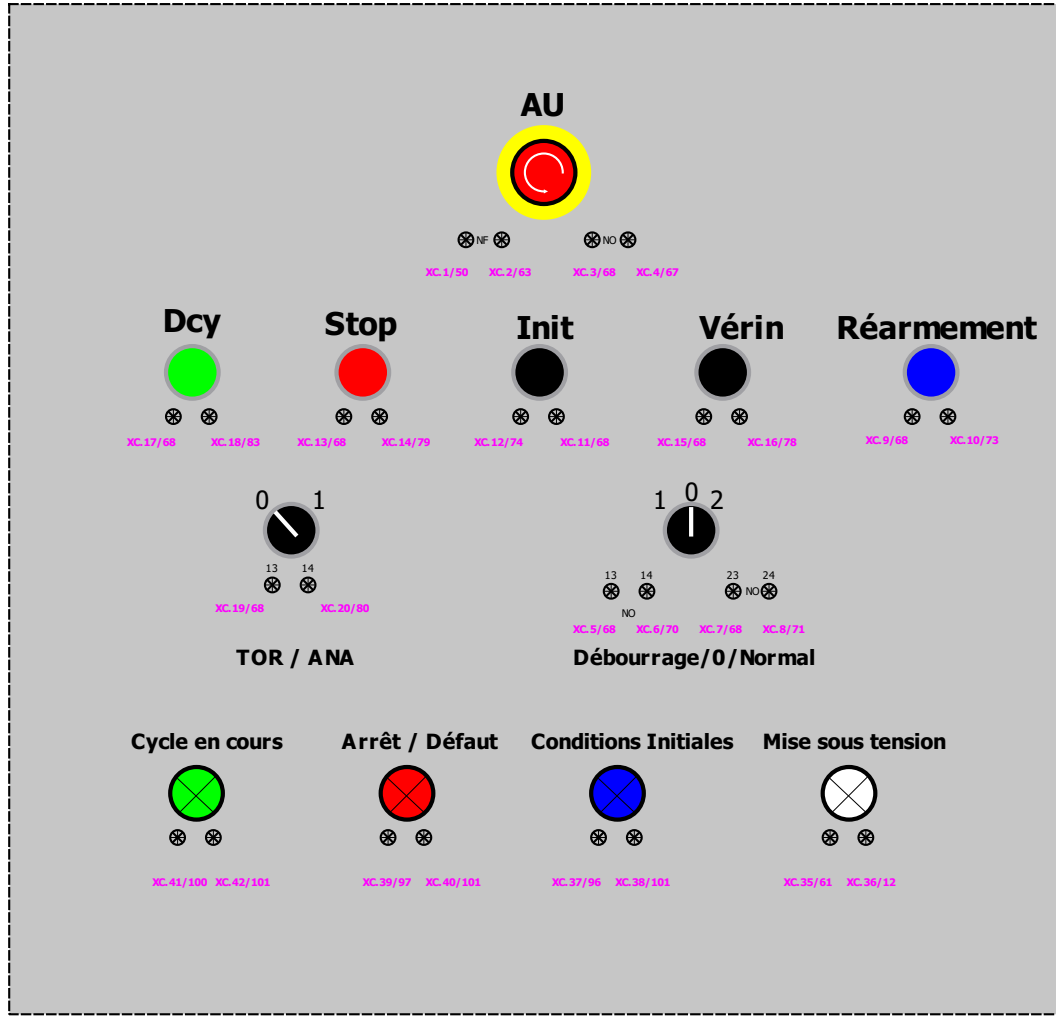 AU
NF NO
XC.1/50 XC.2/63 XC.3/68 XC.4/67
Dcy Stop Init Vérin Réarmement
XC.17/68 XC.18/83 XC.13/68 XC.14/79 XC.12/74 XC.11/68 XC.15/68 XC.16/78 XC.9/68 XC.10/73
0 1 1 0 2
13 14 13 14 23 24
NO
XC.19/68 XC.20/80 NO
XC.5/68 XC.6/70 XC.7/68 XC.8/71
TOR / ANA Débourrage/0/Normal
Cycle en cours Arrêt / Défaut Conditions Initiales Mise sous tension
XC.41/100 XC.42/101 XC.39/97 XC.40/101 XC.37/96 XC.38/101 XC.35/61 XC.36/12